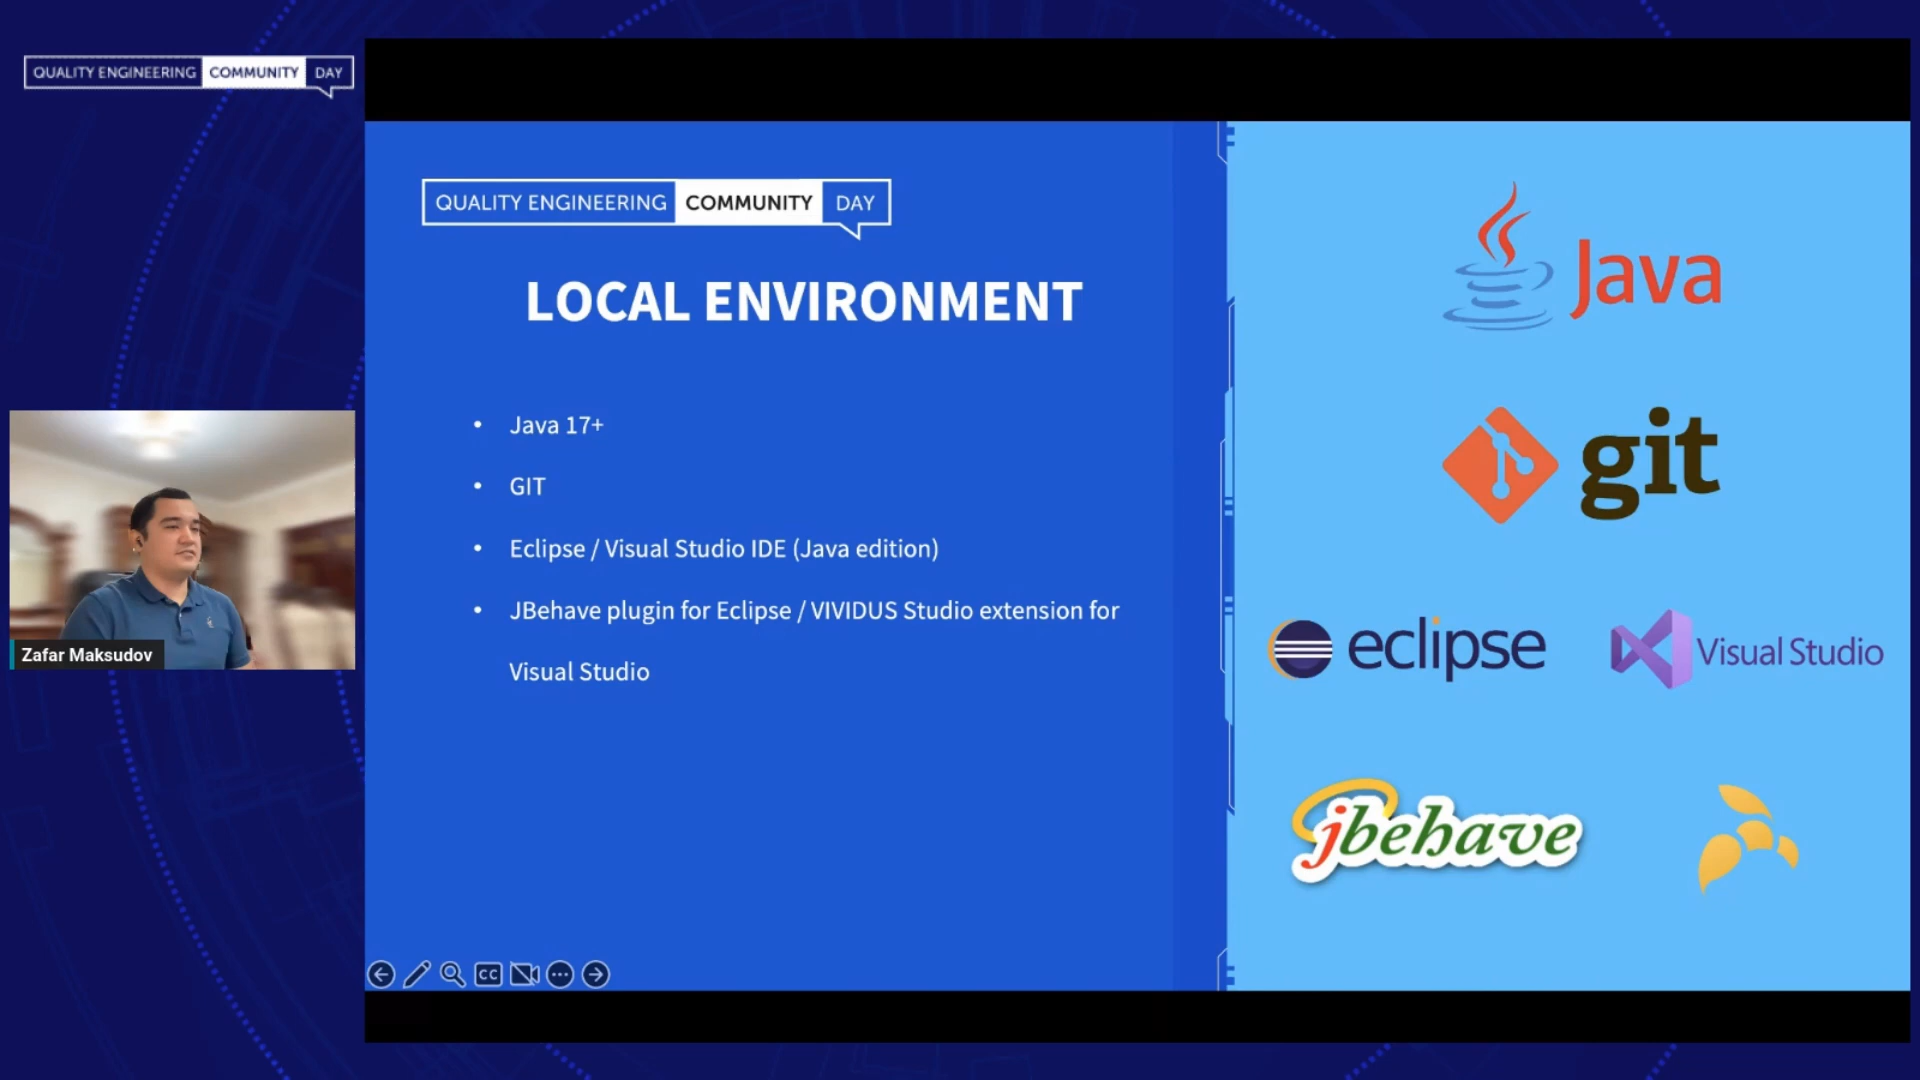 QUALITY ENGINEERING COMMUNITY DAY
QUALITY ENGINEERING COMMUNITY DAY
LOCAL ENVIRONMENT
• Java 17+
• GIT
• Eclipse / Visual Studio IDE (Java edition)
• JBehave plugin for Eclipse / VIVIDUS Studio extension for
Visual Studio
Java
git
eclipse
Visual Studio
jbehave
Zafar Maksudov
CC